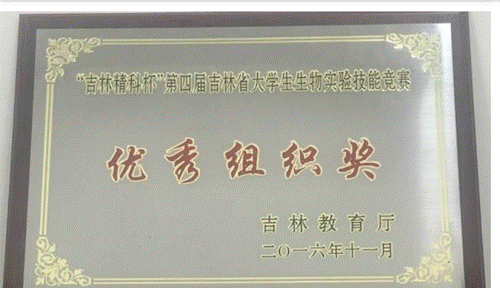 “吉林精科杯”第四届吉林省大学生生物实验技能竞赛
优秀组织奖
吉林教育厅
二〇一六年十一月